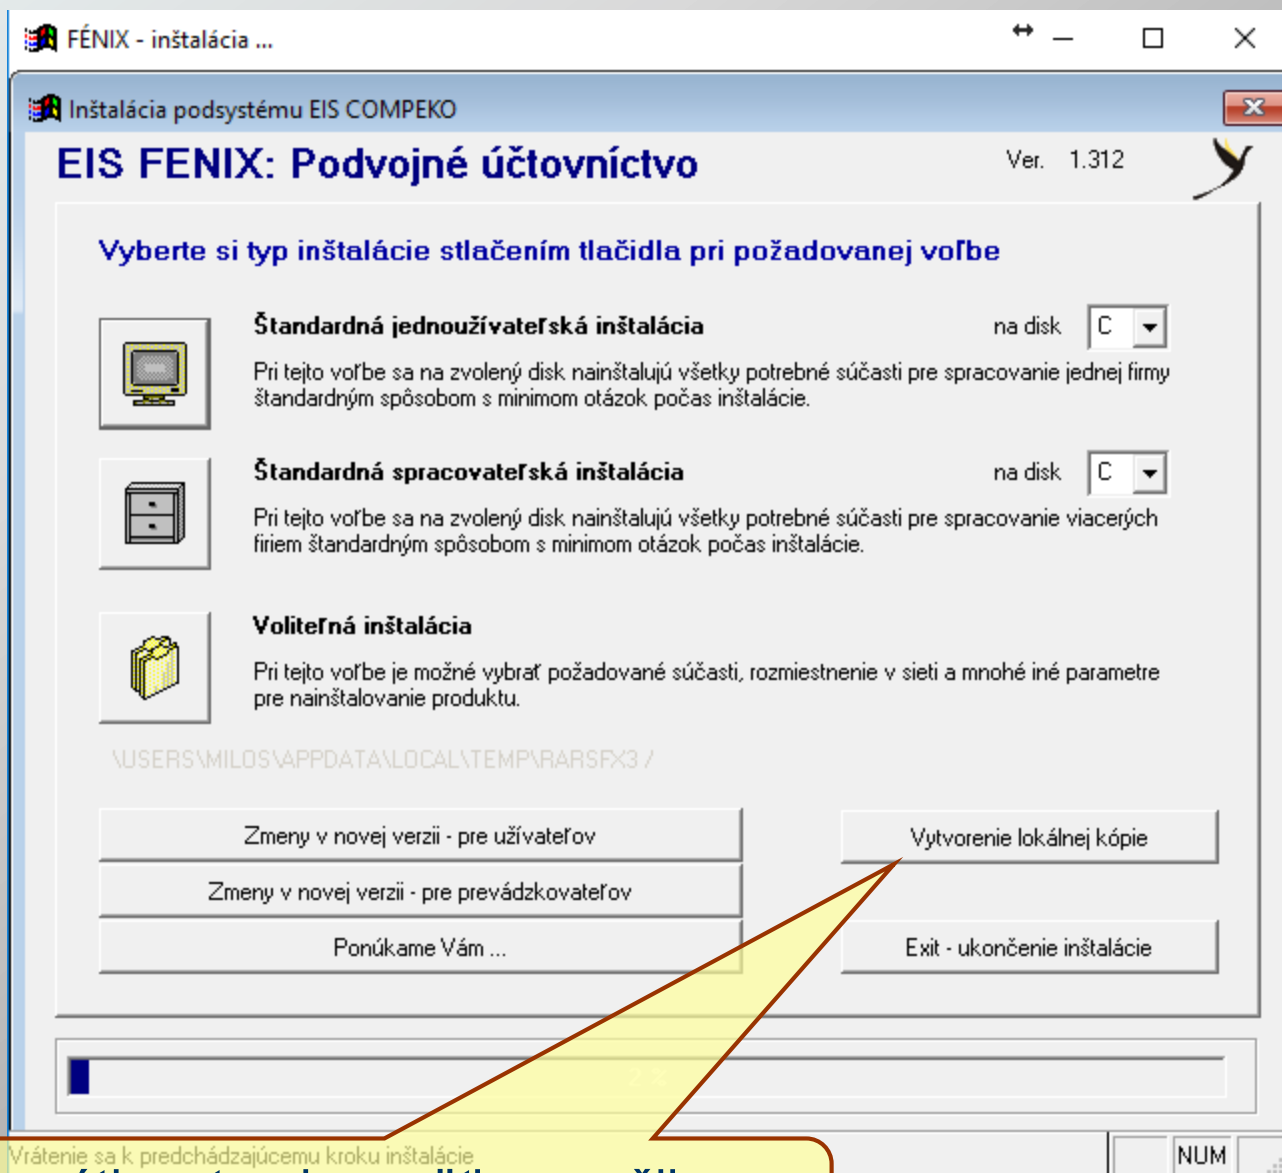 FÉNIX - inštalácia ...
Inštalácia podsystému EIS COMPEKO
EIS FENIX: Podvojné účtovníctvo
Ver. 1.312
Vyberte si typ inštalácie stlačením tlačidla pri požadovanej voľbe
Štandardná jednoužívateľská inštalácia
na disk C
Pri tejto voľbe sa na zvolený disk nainštalujú všetky potrebné súčasti pre spracovanie jednej firmy
štandardným spôsobom s minimom otázok počas inštalácie.
Štandardná spracovateľská inštalácia
na disk C
Pri tejto voľbe sa na zvolený disk nainštalujú všetky potrebné súčasti pre spracovanie viacerých
firiem štandardným spôsobom s minimom otázok počas inštalácie.
Voliteľná inštalácia
Pri tejto voľbe je možné vybrať požadované súčasti, rozmiestnenie v sieti a mnohé iné parametre
pre nainštalovanie produktu.
\USERS\MILOS\APPDATA\LOCAL\TEMP\RARSFX3 /
Zmeny v novej verzii - pre užívateľov
Vytvorenie lokálnej kópie
Zmeny v novej verzii - pre prevádzkovateľov
Ponúkame Vám ...
Exit - ukončenie inštalácie
2 %
Vrátenie sa k predchádzajúcemu kroku inštalácie
NUM